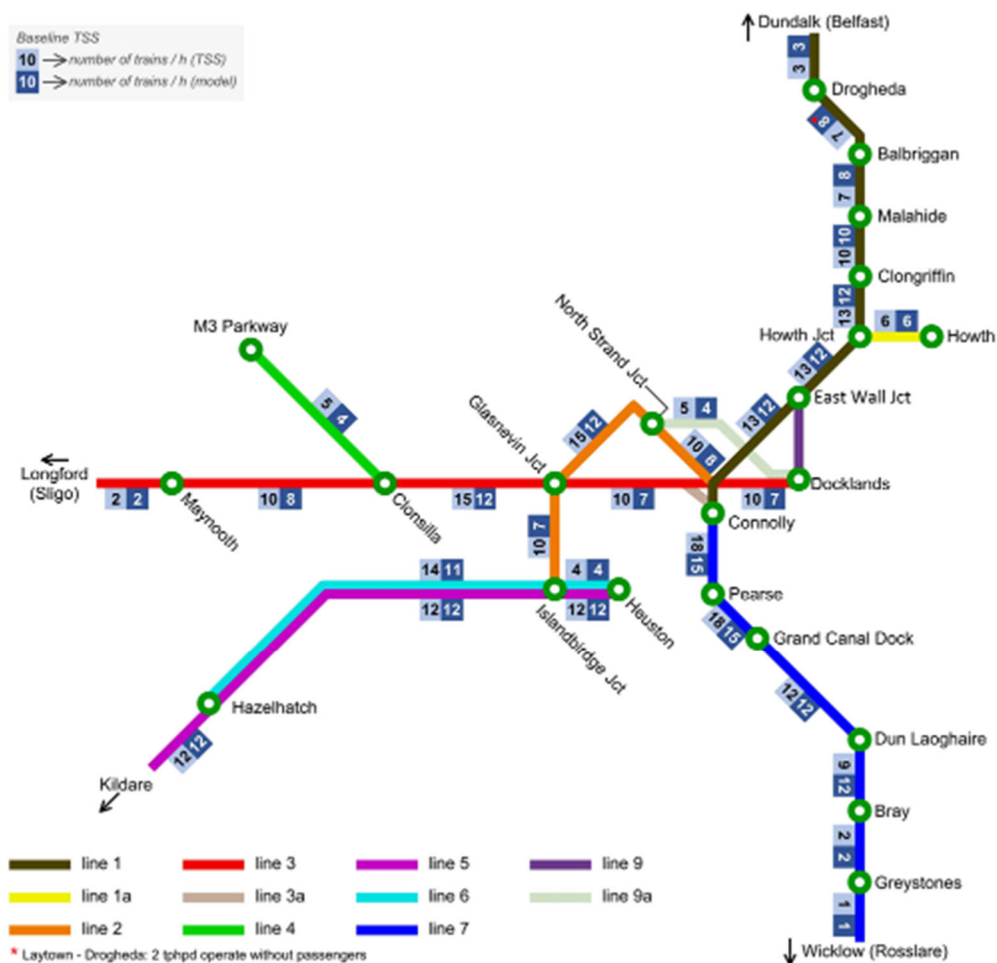 Baseline TSS
10 number of trains / h (TSS)
10 number of trains / h (model)
Dundalk (Belfast)
3 3
Drogheda
7 8*
Balbriggan
7 8
Malahide
10 10
Clongriffin
13 12
Howth Jct
6 6
Howth
13 12
East Wall Jct
13 12
North Strand Jct
5 4
10 8
M3 Parkway
5 4
Glasnevin Jct
15 12
Longford
(Sligo)
2 2
Maynooth
10 8
Clonsilla
15 12
10 7
10 7
Docklands
Connolly
10 7
18 15
14 11
4 4
12 12
12 12
Islandbirdge Jct
Heuston
Pearse
18 15
Grand Canal Dock
12 12
Hazelhatch
12 12
Kildare
Dun Laoghaire
9 12
Bray
2 2
Greystones
1 1
Wicklow (Rosslare)
line 1
line 3
line 5
line 9
line 1a
line 3a
line 6
line 9a
line 2
line 4
line 7
* Laytown - Drogheda: 2 tphpd operate without passengers